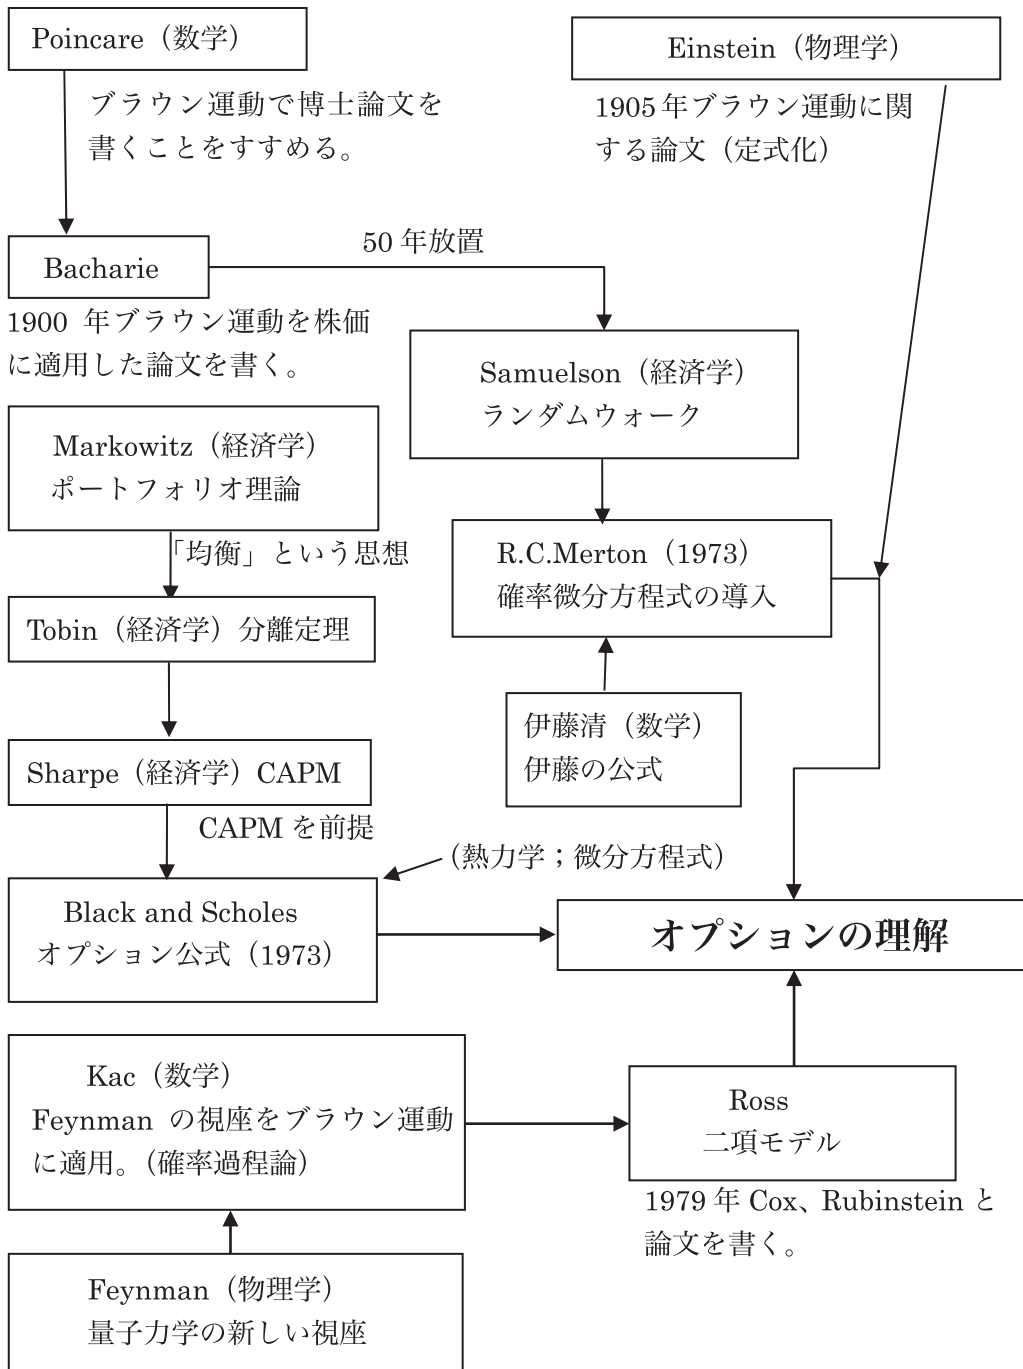 Poincare（数学）
ブラウン運動で博士論文を
書くことをすすめる。
Einstein（物理学）
1905年ブラウン運動に関
する論文（定式化）
50 年放置
Bacharie
1900 年ブラウン運動を株価
に適用した論文を書く。
Samuelson（経済学）
ランダムウォーク
Markowitz（経済学）
ポートフォリオ理論
「均衡」という思想
R.C.Merton（1973）
確率微分方程式の導入
Tobin（経済学）分離定理
伊藤清（数学）
伊藤の公式
Sharpe（経済学）CAPM
CAPM を前提
（熱力学；微分方程式）
Black and Scholes
オプション公式（1973）
オプションの理解
Kac（数学）
Feynman の視座をブラウン運動
に適用。（確率過程論）
Ross
二項モデル
1979 年 Cox、Rubinstein と
論文を書く。
Feynman（物理学）
量子力学の新しい視座